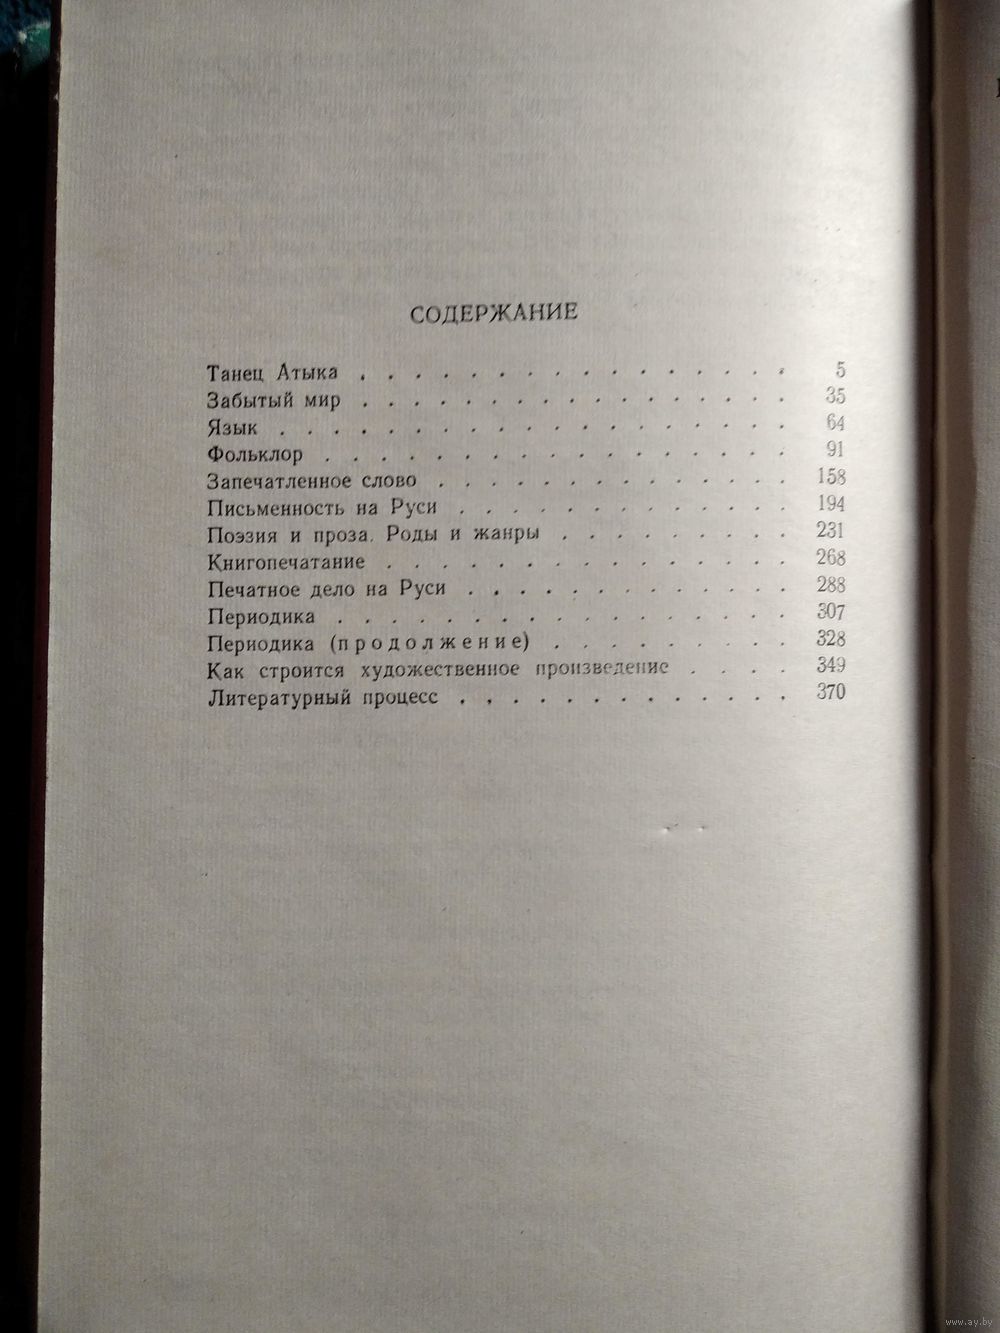 СОДЕРЖАНИЕ
Танец Атыка . . . . . . . . . . . . . . . . 5
Забытый мир . . . . . . . . . . . . . . . . 35
Язык . . . . . . . . . . . . . . . . . . . 64
Фольклор . . . . . . . . . . . . . . . . . 91
Запечатленное слово . . . . . . . . . . . . . 158
Письменность на Руси . . . . . . . . . . . . . 194
Поэзия и проза. Роды и жанры . . . . . . . . . 231
Книгопечатание . . . . . . . . . . . . . . . 268
Печатное дело на Руси . . . . . . . . . . . . 288
Периодика . . . . . . . . . . . . . . . . . 307
Периодика (продолжение) . . . . . . . . . 328
Как строится художественное произведение . . . . 349
Литературный процесс . . . . . . . . . . . . . 370
www.ay.by